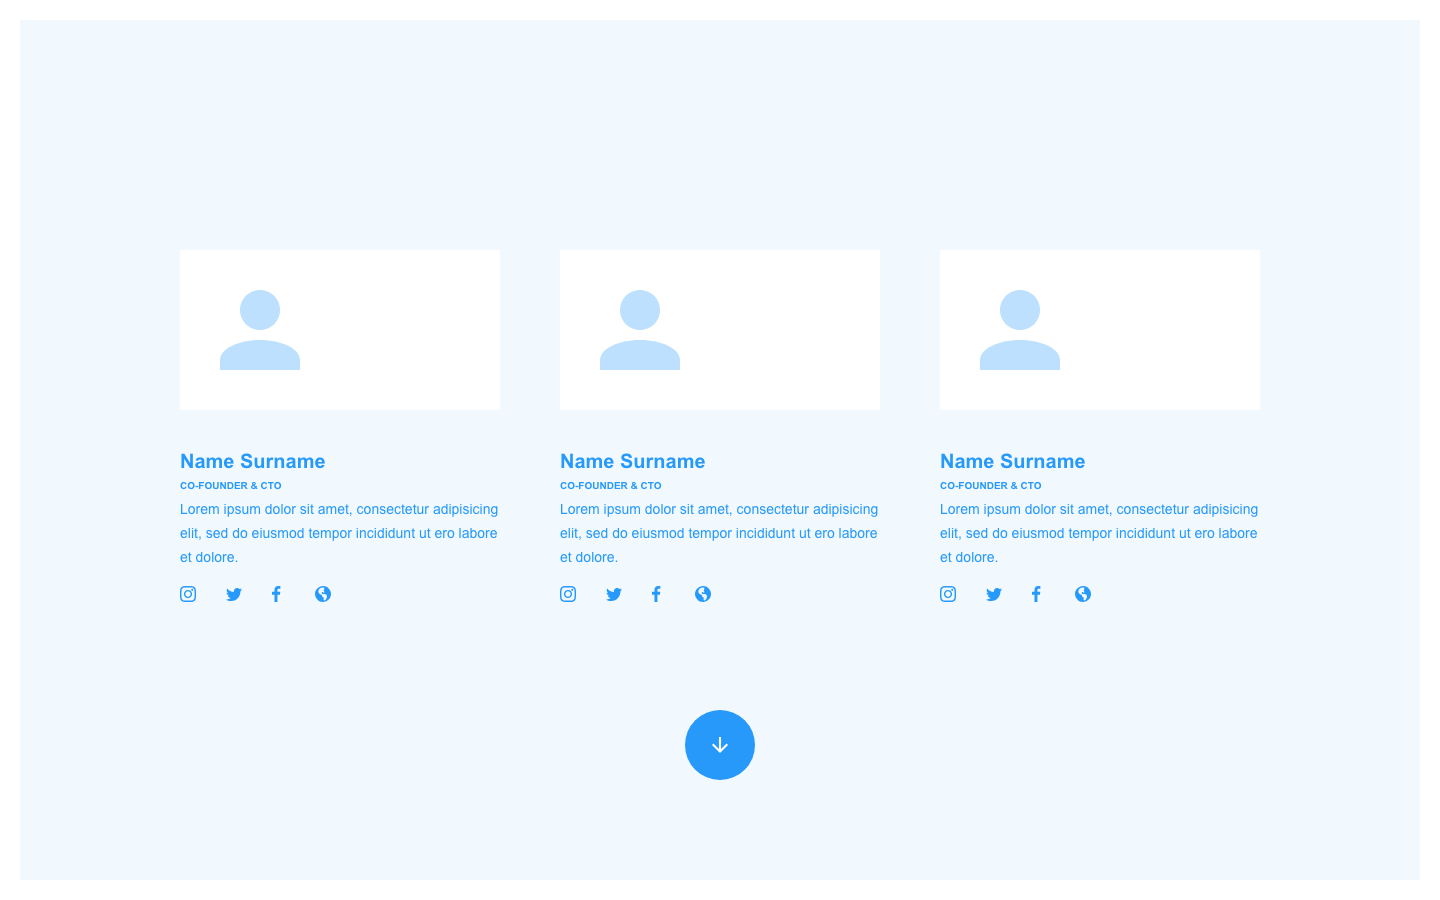 Name Surname
CO-FOUNDER & CTO
Lorem ipsum dolor sit amet, consectetur adipisicing
elit, sed do eiusmod tempor incididunt ut ero labore
et dolore.
Name Surname
CO-FOUNDER & CTO
Lorem ipsum dolor sit amet, consectetur adipisicing
elit, sed do eiusmod tempor incididunt ut ero labore
et dolore.
Name Surname
CO-FOUNDER & CTO
Lorem ipsum dolor sit amet, consectetur adipisicing
elit, sed do eiusmod tempor incididunt ut ero labore
et dolore.